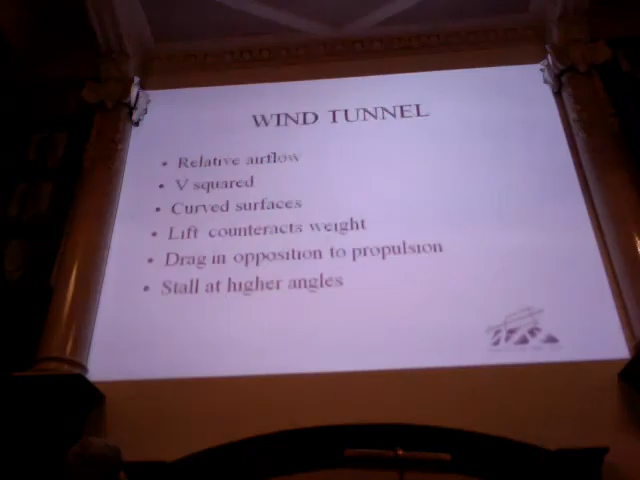 WIND TUNNEL
• Relative airflow
• V squared
• Curved surfaces
• Lift counteracts weight
• Drag in opposition to propulsion
• Stall at higher angles